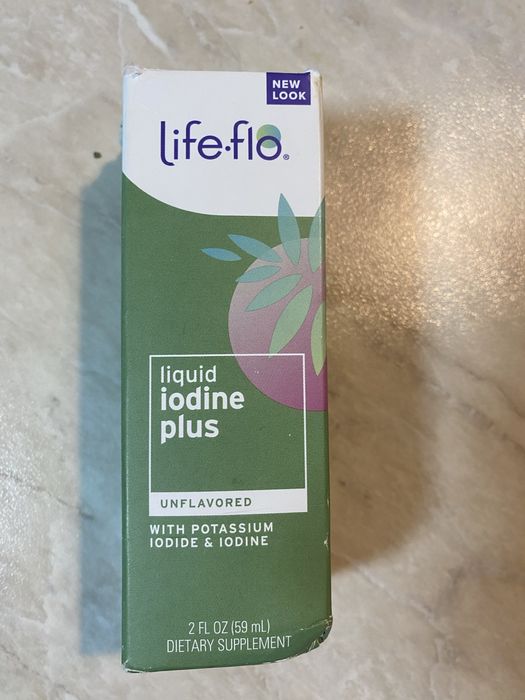 NEW
LOOK
life·flo®
liquid
iodine
plus
UNFLAVORED
WITH POTASSIUM
IODIDE & IODINE
2 FL OZ (59 mL)
DIETARY SUPPLEMENT